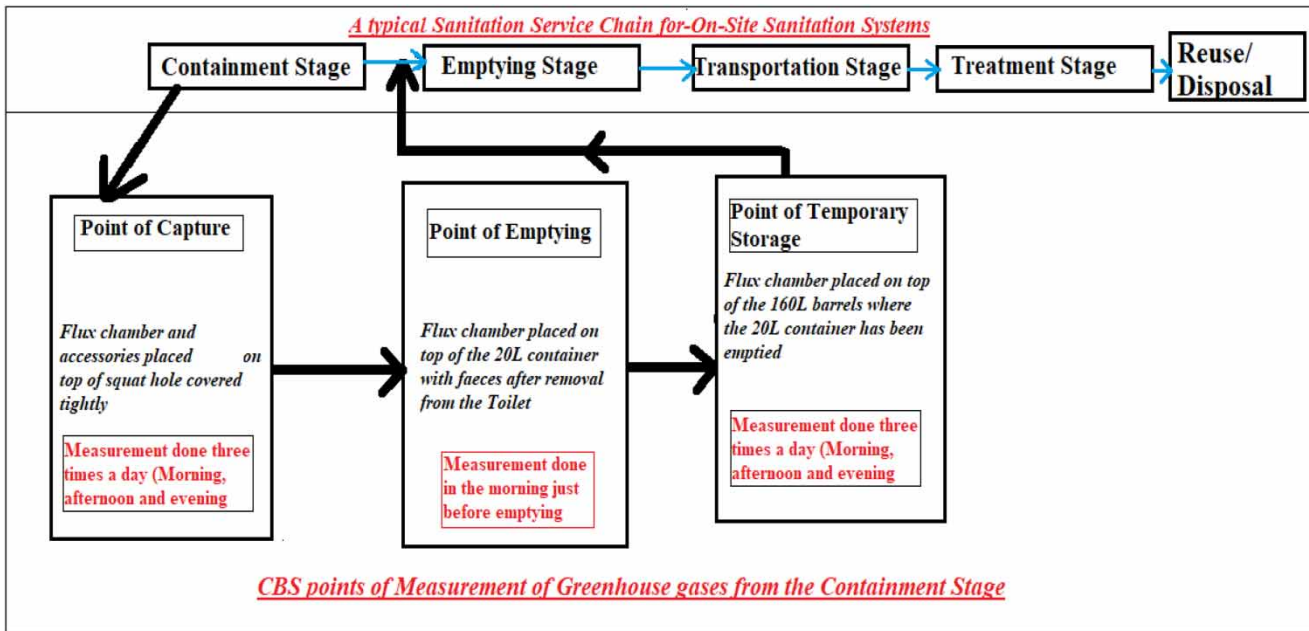 A typical Sanitation Service Chain for-On-Site Sanitation Systems
Containment Stage
Emptying Stage
Transportation Stage
Treatment Stage
Reuse/
Disposal
Point of Capture
Flux chamber and
accessories placed on
top of squat hole covered
tightly
Measurement done three
times a day (Morning,
afternoon and evening
Point of Emptying
Flux chamber placed on
top of the 20L container
with faeces after removal
from the Toilet
Measurement done
in the morning just
before emptying
Point of Temporary
Storage
Flux chamber placed on top
of the 160L barrels where
the 20L container has been
emptied
Measurement done three
times a day (Morning,
afternoon and evening
CBS points of Measurement of Greenhouse gases from the Containment Stage